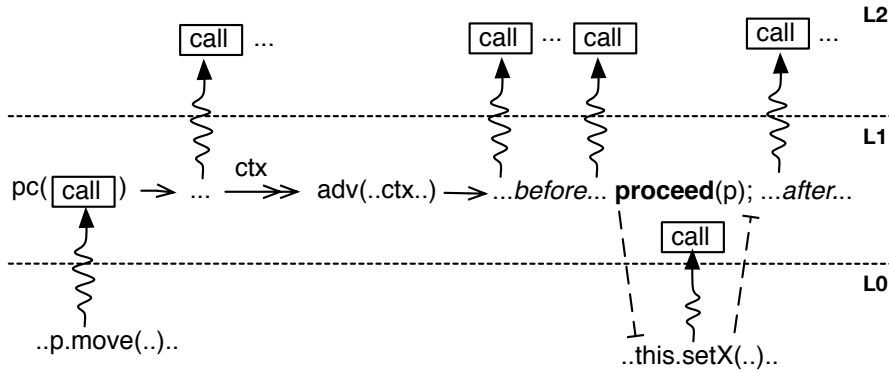 L2
call ... call ... call call ...
L1
ctx
pc( call ) ... adv(..ctx..) ...before... proceed(p); ...after...
call
L0
..p.move(..)..
..this.setX(..)..